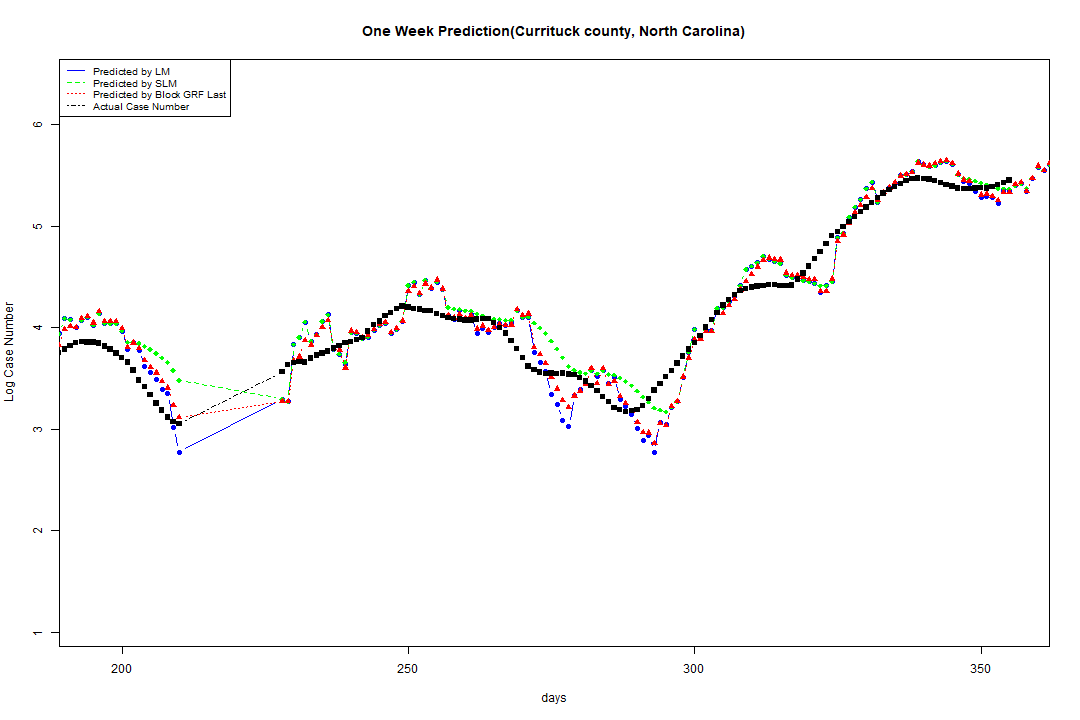 One Week Prediction(Currituck county, North Carolina)
Predicted by LM
Predicted by SLM
Predicted by Block GRF Last
Actual Case Number
Log Case Number
6
5
4
3
2
1
200
250
300
350
days